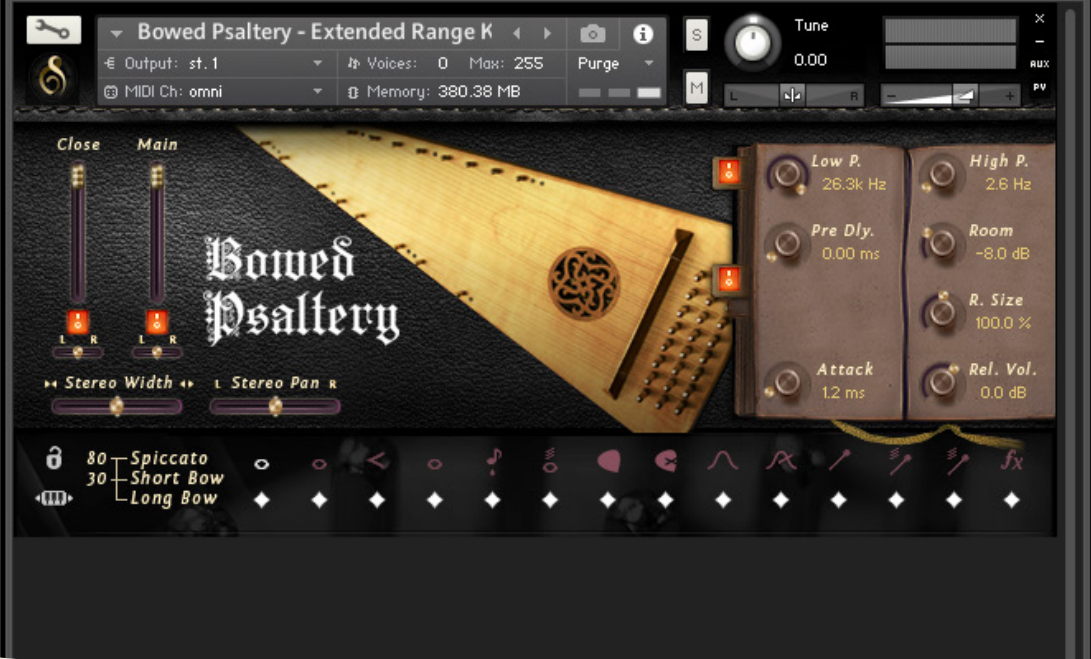 Bowed Psaltery - Extended Range K
Output: st. 1
Voices: 0 Max: 255
Purge
MIDI Ch: omni
Memory: 380.38 MB
S
M
Tune
0.00
L R
- +
×
-
AUX
PV
Close Main
L R L R
Stereo Width
L Stereo Pan R
Bowed
Psaltery
Low P.
26.3k Hz
High P.
2.6 Hz
Pre Dly.
0.00 ms
Room
-8.0 dB
R. Size
100.0 %
Attack
1.2 ms
Rel. Vol.
0.0 dB
80 Spiccato
30 Short Bow
Long Bow
fx